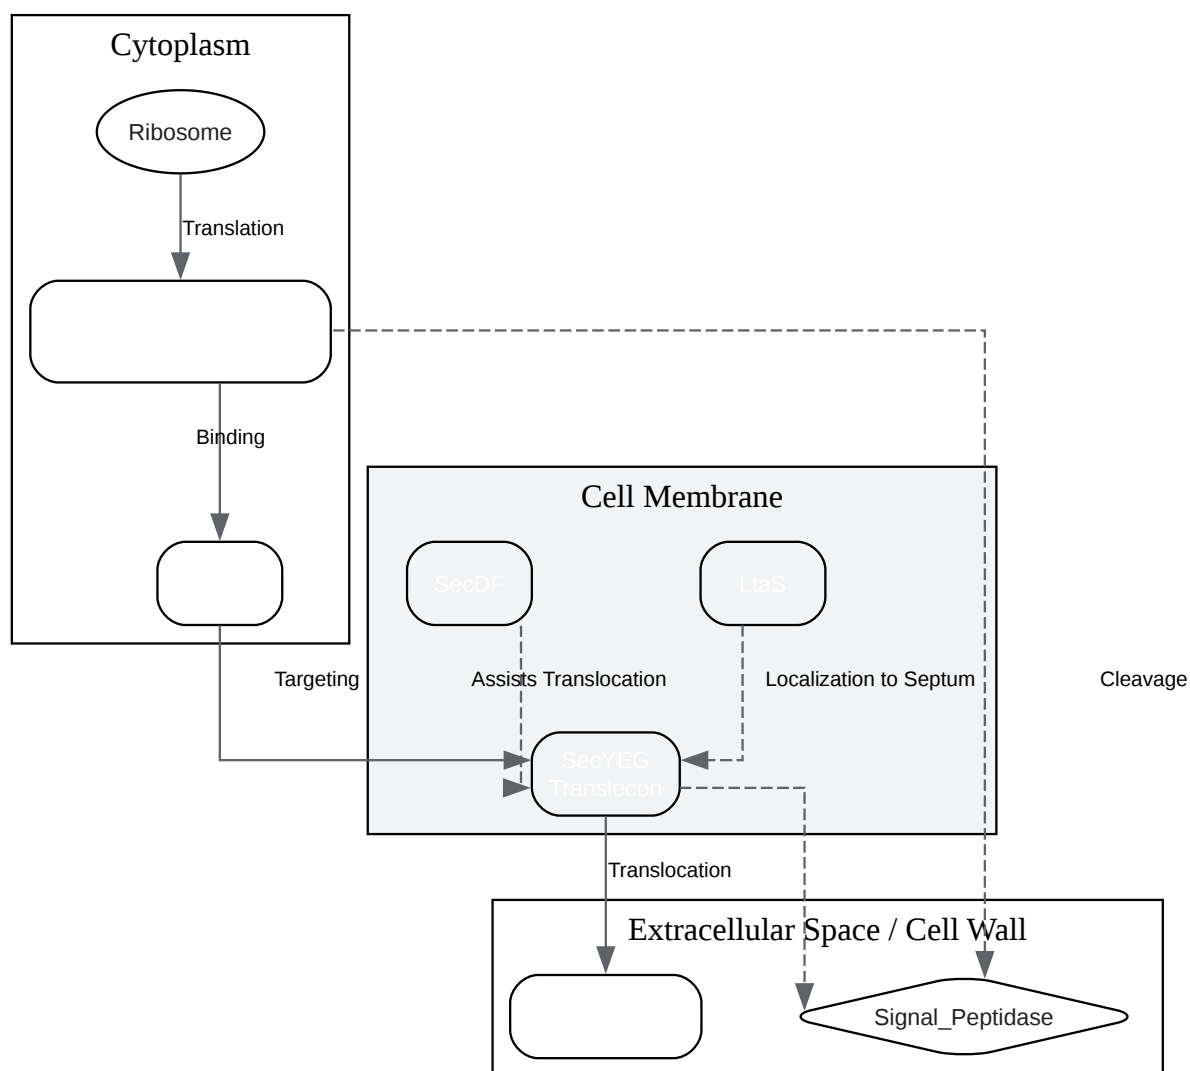 Cytoplasm
Ribosome
Translation
Binding
Cell Membrane
SecDF
LtaS
Targeting
Assists Translocation
Localization to Septum
Cleavage
SecYEG
Translocon
Translocation
Extracellular Space / Cell Wall
Signal_Peptidase